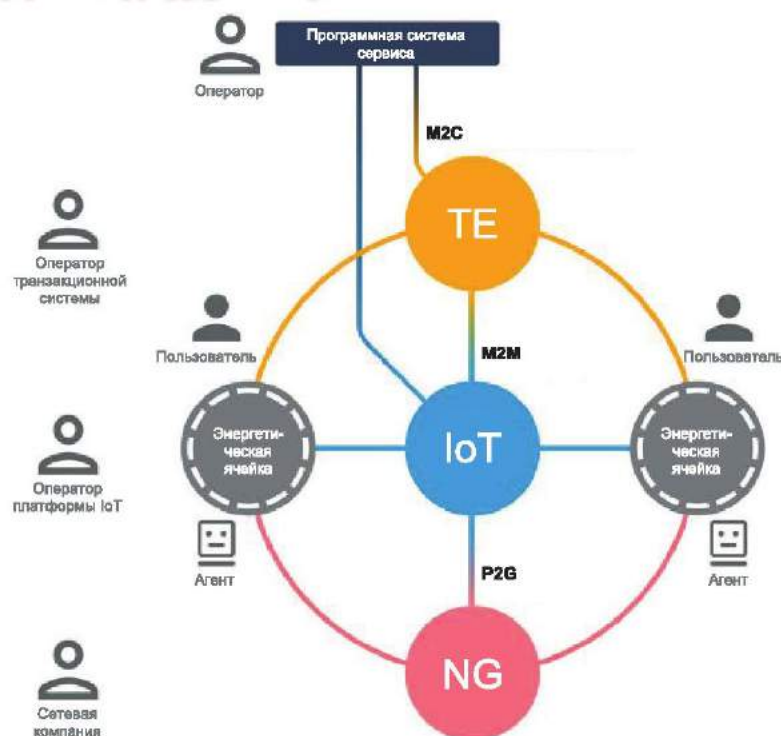 Программная система
сервиса
Оператор
M2C
TE
Оператор
транзакционной
системы
Пользователь
M2M
Пользователь
Энергети-
ческая
ячейка
IoT
Энергети-
ческая
ячейка
Оператор
платформы IoT
Агент
P2G
Агент
NG
Сетевая
компания